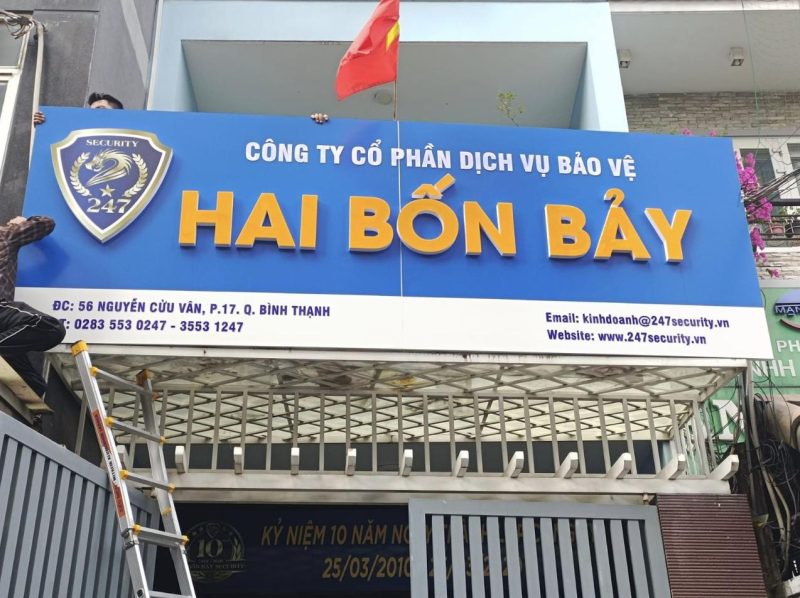 SECURITY
247
CÔNG TY CỔ PHẦN DỊCH VỤ BẢO VỆ
HAI BỐN BẢY
ĐC: 56 NGUYỄN CỬU VÂN, P.17. Q. BÌNH THẠNH
T: 0283 553 0247 - 3553 1247
Email: kinhdoanh@247security.vn
Website: www.247security.vn
KỶ NIỆM 10 NĂM
25/03/2010
10